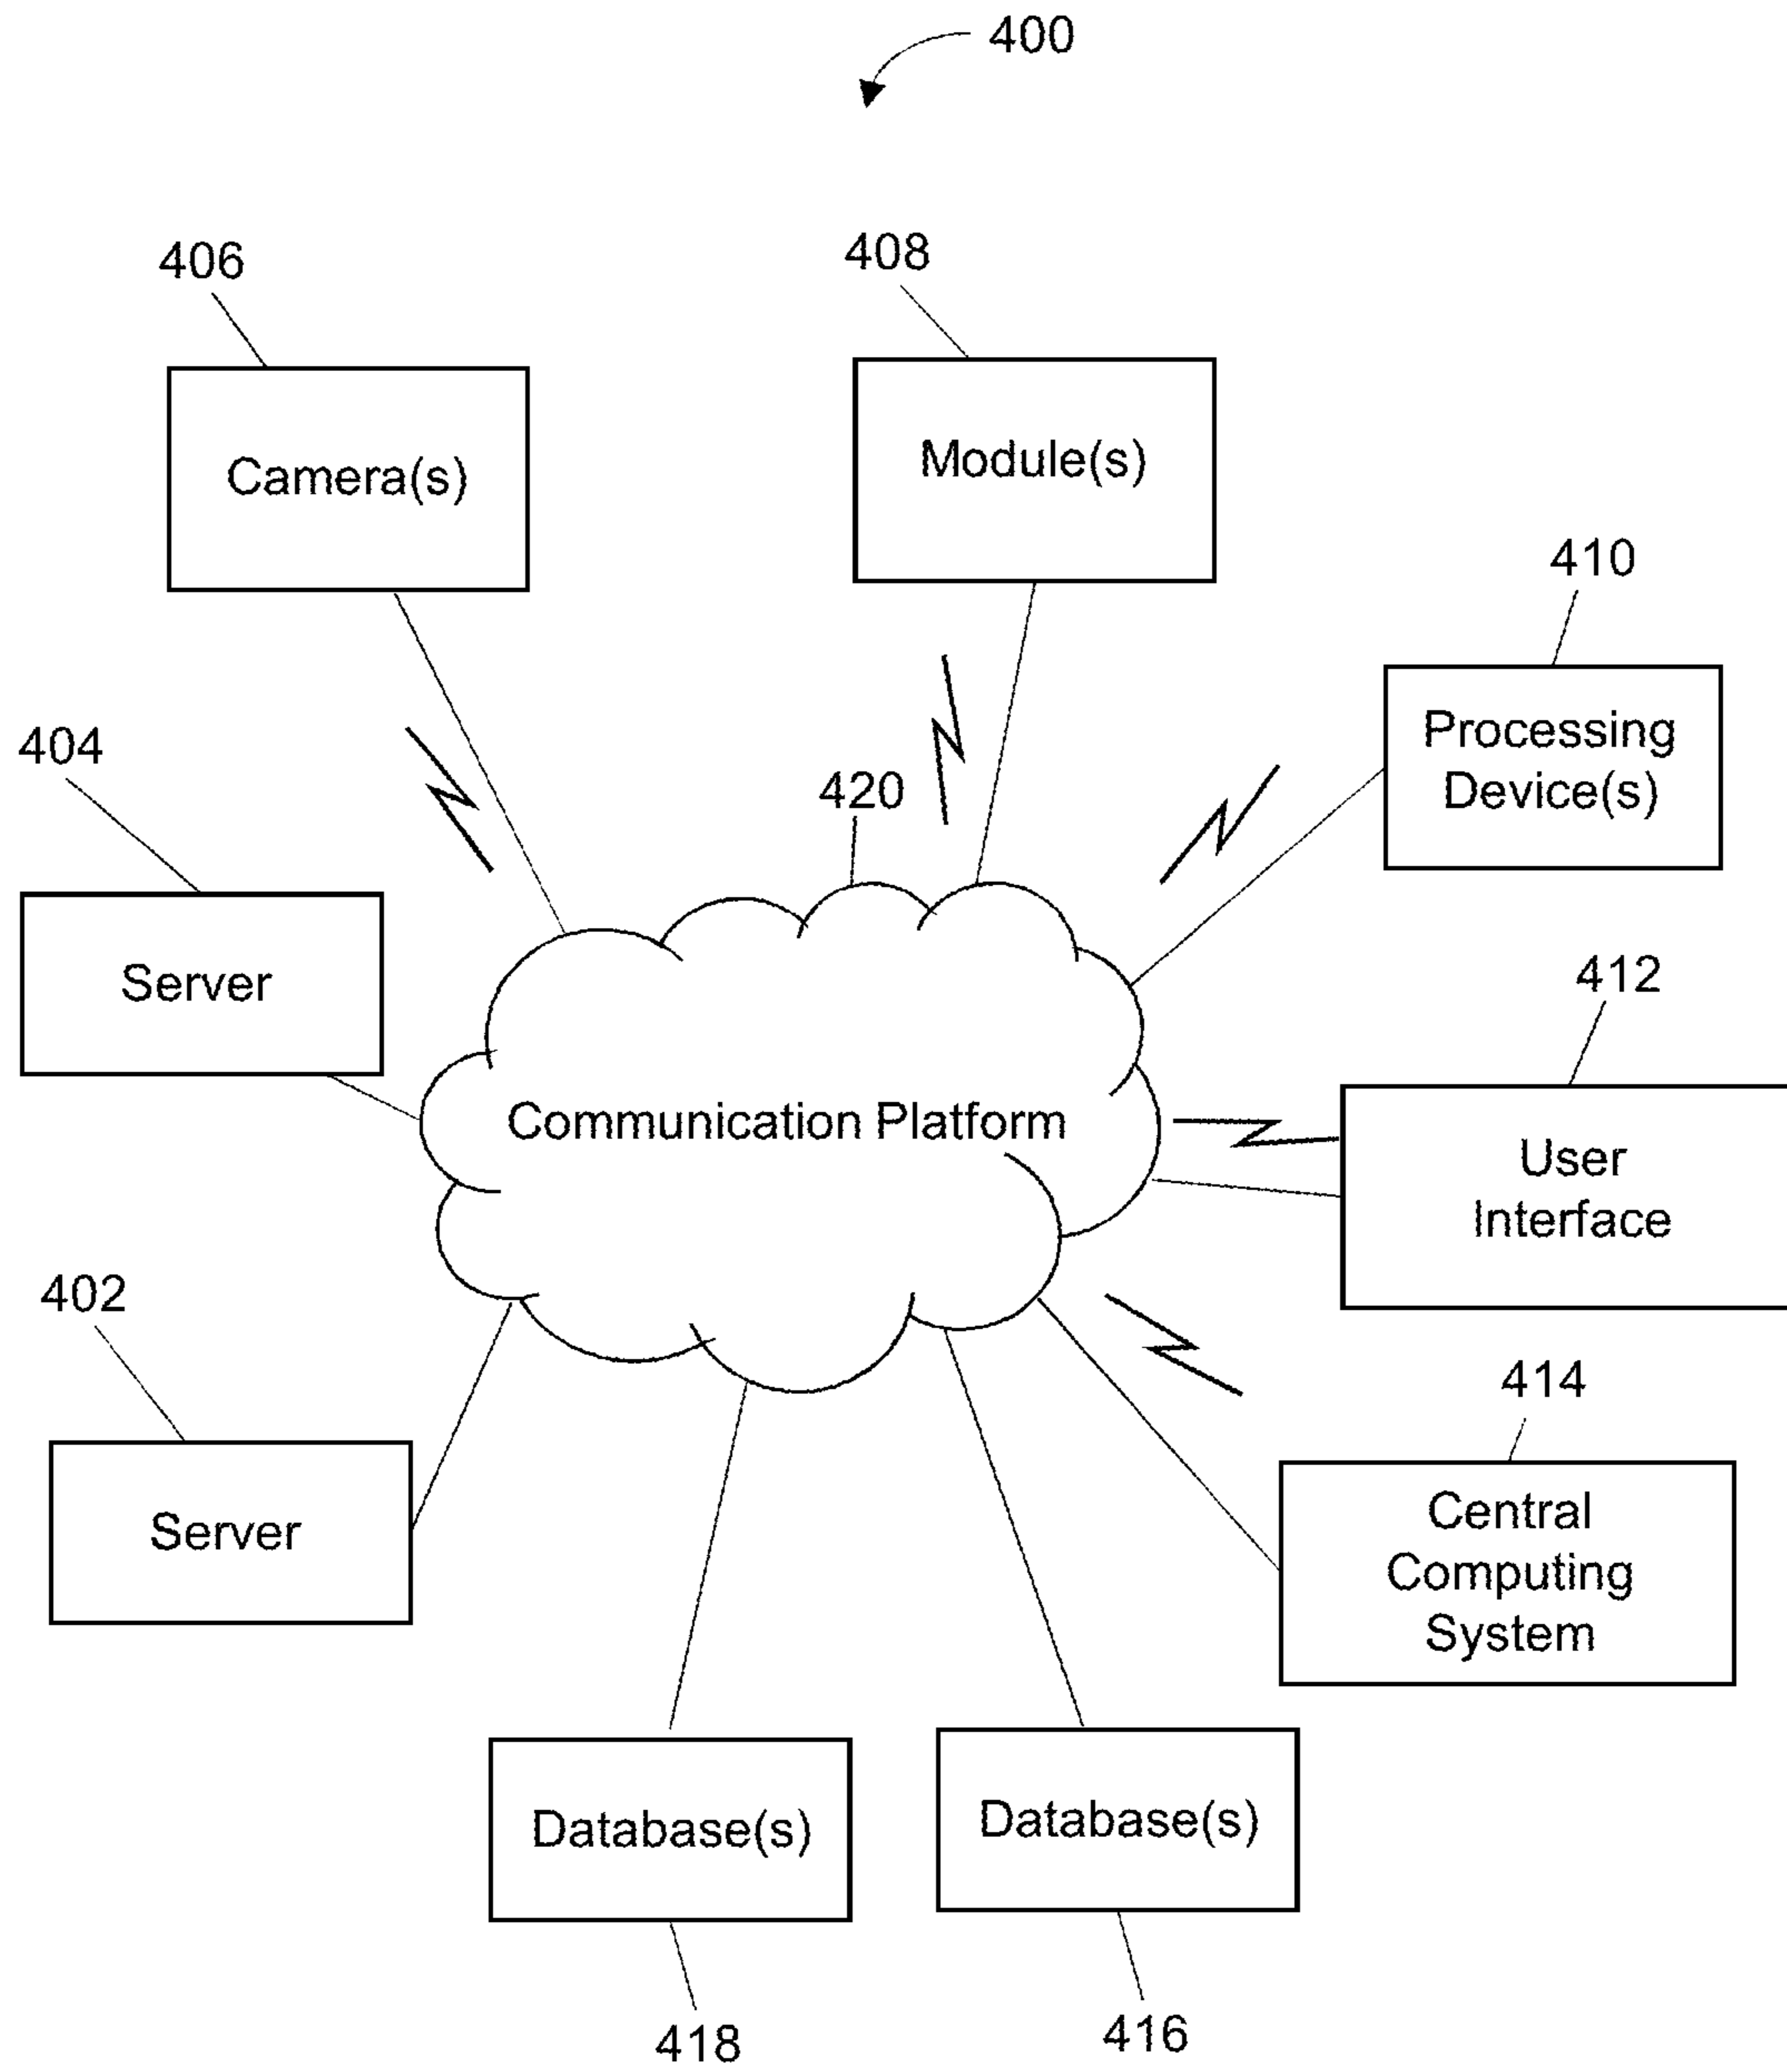 400
406
408
Camera(s)
Module(s)
410
Processing
Device(s)
404
420
Server
412
Communication Platform
User
Interface
402
414
Server
Central
Computing
System
Database(s)
Database(s)
418
416